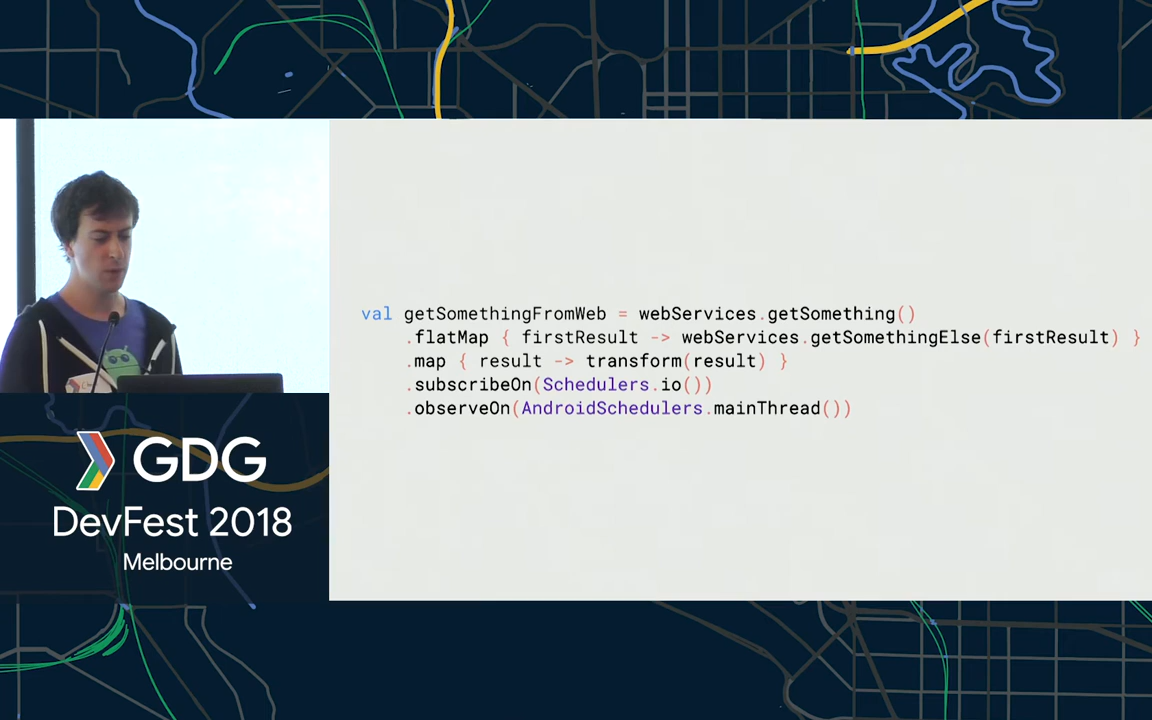 val getSomethingFromWeb = webServices.getSomething()
.flatMap { firstResult -> webServices.getSomethingElse(firstResult) }
.map { result -> transform(result) }
.subscribeOn(Schedulers.io())
.observeOn(AndroidSchedulers.mainThread())
GDG
DevFest 2018
Melbourne